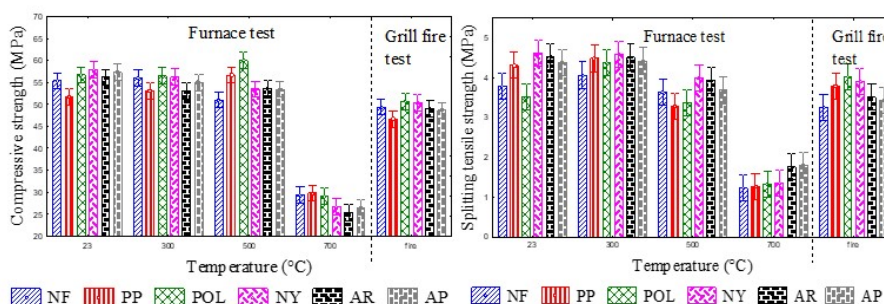 Furnace test
Grill fire
test
Compressive strength (MPa)
70
65
60
55
50
45
40
35
30
25
20
23
300
500
700
fire
Temperature (°C)
NF PP POL NY AR AP
Furnace test
Grill fire
test
Splitting tensile strength (MPa)
5
4
3
2
1
0
23
300
500
700
fire
Temperature (°C)
NF PP POL NY AR AP